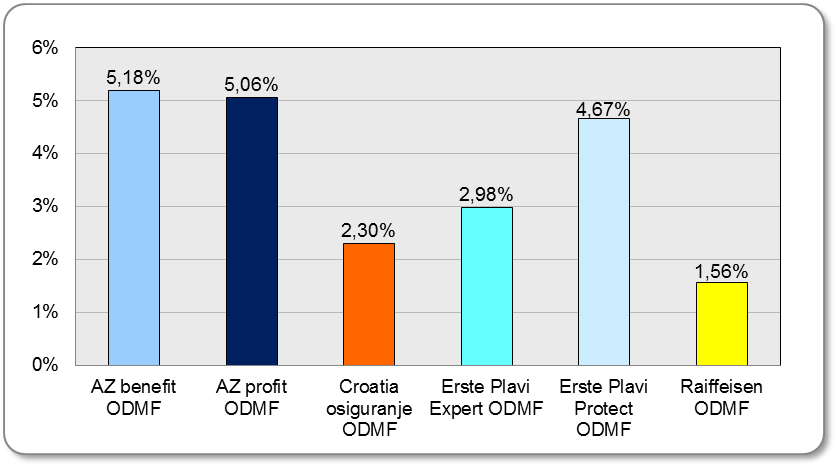 6%
5%
4%
3%
2%
1%
0%
5,18%
5,06%
2,30%
2,98%
4,67%
1,56%
AZ benefit
ODMF
AZ profit
ODMF
Croatia
osiguranje
ODMF
Erste Plavi
Expert ODMF
Erste Plavi
Protect
ODMF
Raiffeisen
ODMF